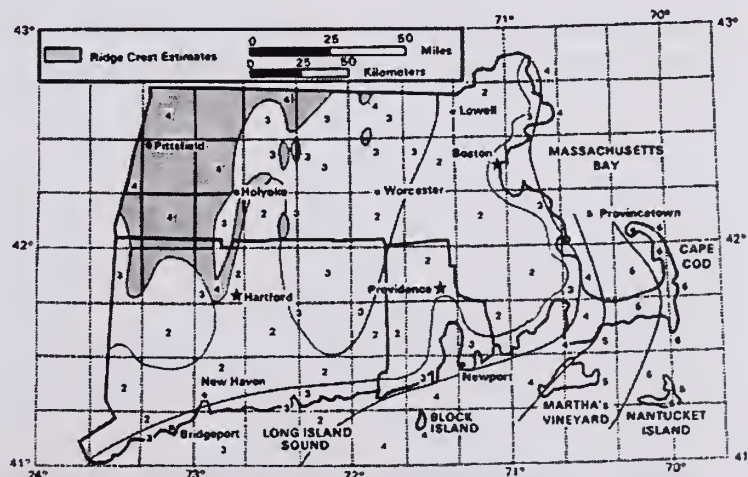 71° 70°
43° 43°
0 25 50 Miles
Ridge Crest Estimates
0 25 50 Kilometers
Lowell
Pittsfield
Boston
MASSACHUSETTS
BAY
Holyoke
Worcester
Provincetown
42° 42°
CAPE
COD
Hartford
Providence
New Haven
Newport
Bridgeport
LONG ISLAND
SOUND
BLOCK
ISLAND
MARTHA's
VINEYARD
NANTUCKET
ISLAND
41° 41°
74° 73° 72° 71° 70°